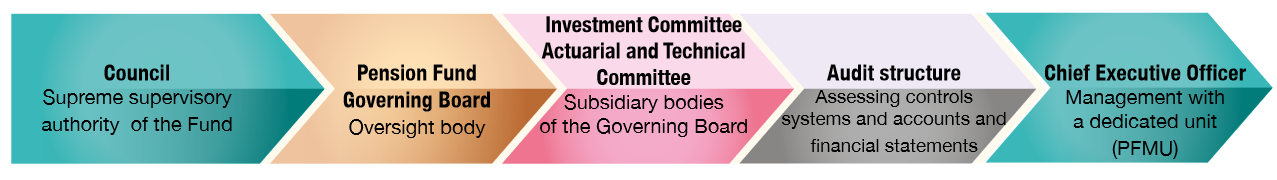 Council
Supreme supervisory
authority of the Fund
Pension Fund
Governing Board
Oversight body
Investment Committee
Actuarial and Technical
Committee
Subsidiary bodies
of the Governing Board
Audit structure
Assessing controls
systems and accounts and
financial statements
Chief Executive Officer
Management with
a dedicated unit
(PFMU)